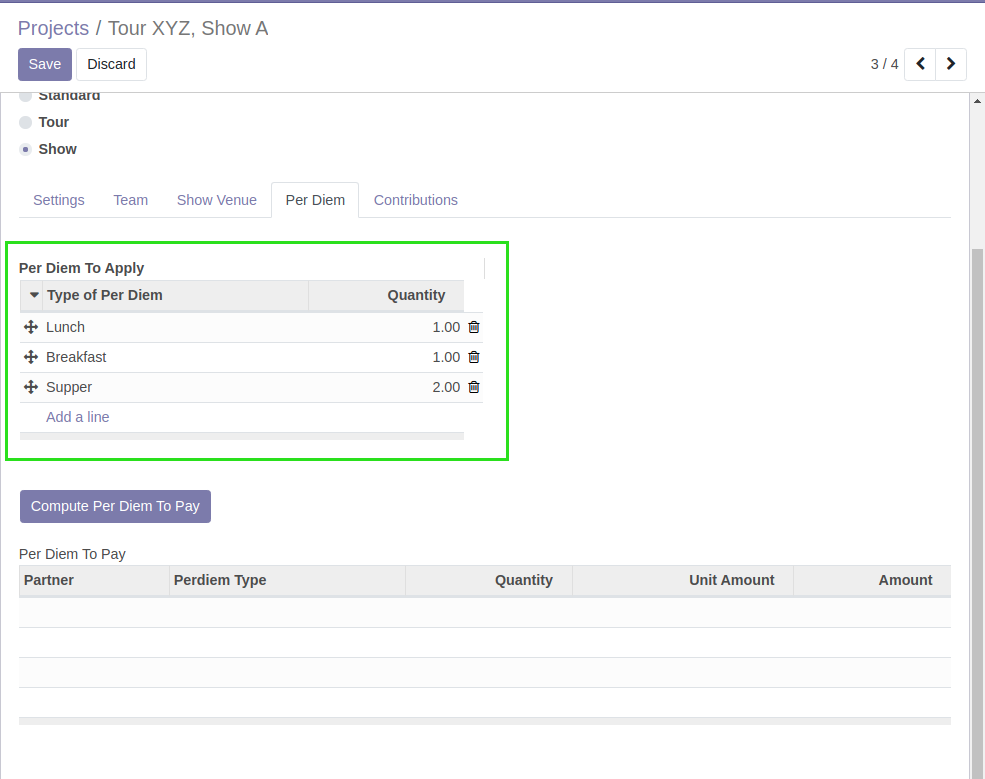 Projects / Tour XYZ, Show A
Save Discard 3 / 4
Standard
Tour
Show
Settings Team Show Venue Per Diem Contributions
Per Diem To Apply
Type of Per Diem Quantity
Lunch 1.00
Breakfast 1.00
Supper 2.00
Add a line
Compute Per Diem To Pay
Per Diem To Pay
Partner Perdiem Type Quantity Unit Amount Amount